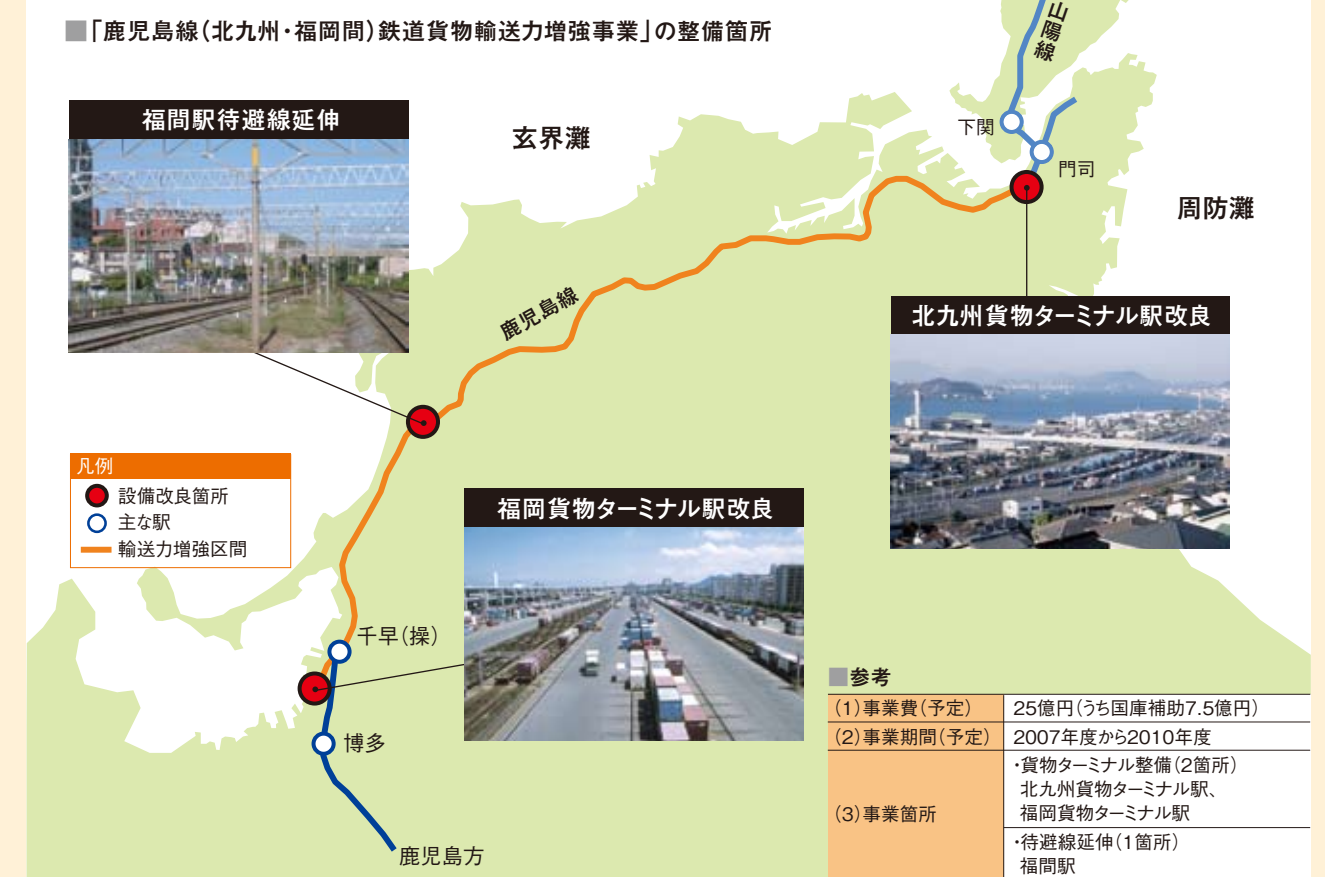 ■「鹿児島線(北九州・福岡間)鉄道貨物輸送力増強事業」の整備箇所
山陽線
福間駅待避線延伸
玄界灘
下関
門司
周防灘
鹿児島線
北九州貨物ターミナル駅改良
凡例
設備改良箇所
主な駅
輸送力増強区間
福岡貨物ターミナル駅改良
千早(操)
博多
鹿児島方
■参考
(1)事業費(予定) 25億円(うち国庫補助7.5億円)
(2)事業期間(予定) 2007年度から2010年度
(3)事業箇所
・貨物ターミナル整備(2箇所)
北九州貨物ターミナル駅、
福岡貨物ターミナル駅
・待避線延伸(1箇所)
福間駅